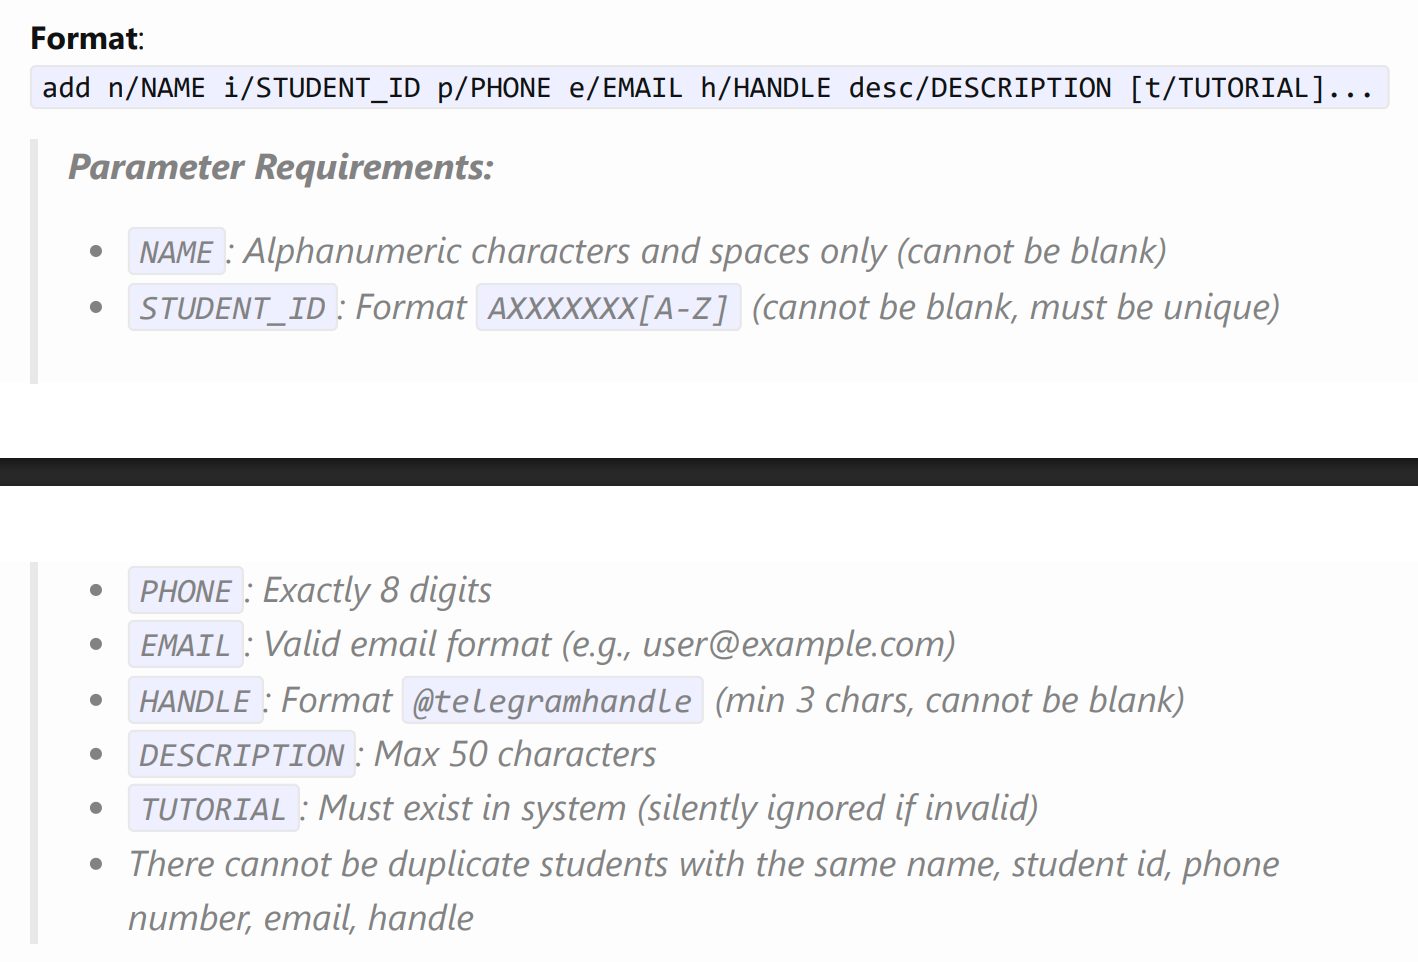 Format:
add n/NAME i/STUDENT_ID p/PHONE e/EMAIL h/HANDLE desc/DESCRIPTION [t/TUTORIAL]...
Parameter Requirements:
• NAME: Alphanumeric characters and spaces only (cannot be blank)
• STUDENT_ID: Format AXXXXXXX[A-Z] (cannot be blank, must be unique)
• PHONE: Exactly 8 digits
• EMAIL: Valid email format (e.g., user@example.com)
• HANDLE: Format @telegramhandle (min 3 chars, cannot be blank)
• DESCRIPTION: Max 50 characters
• TUTORIAL: Must exist in system (silently ignored if invalid)
• There cannot be duplicate students with the same name, student id, phone
number, email, handle